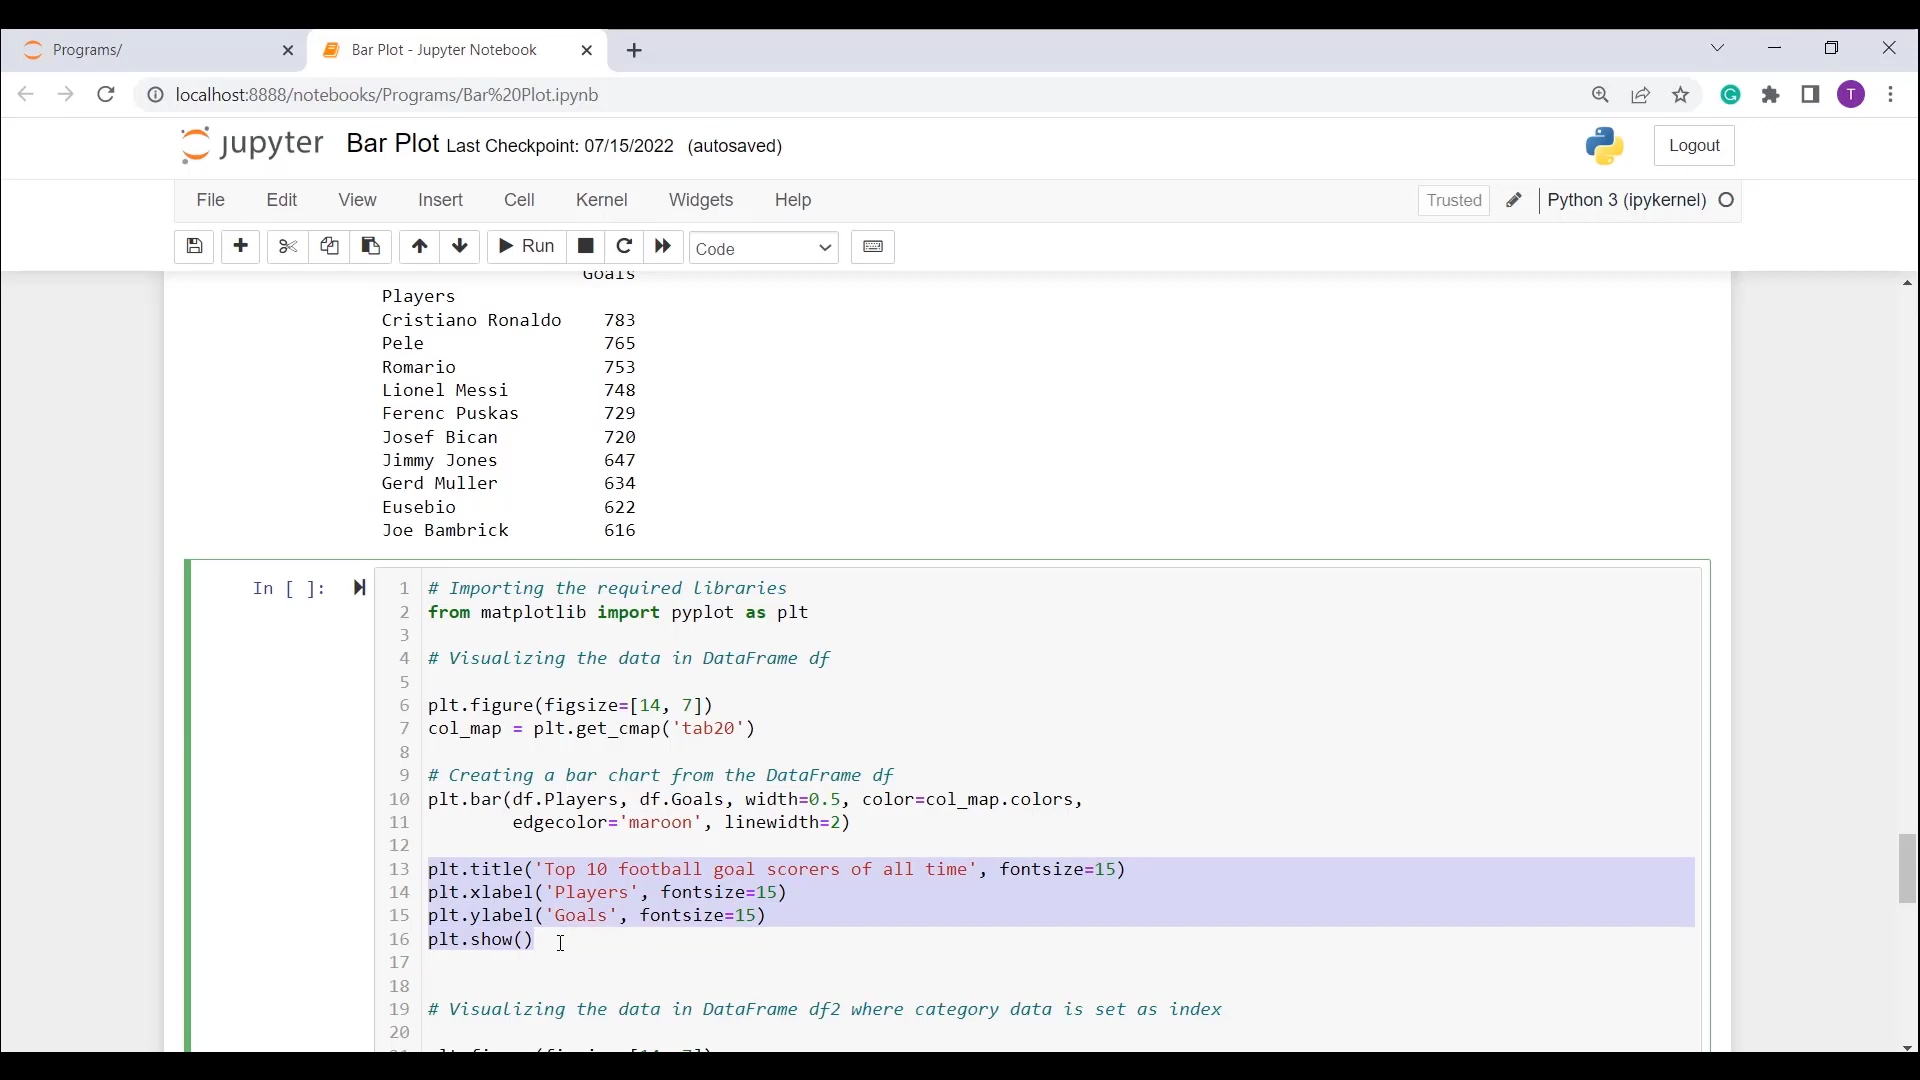 Programs/
Bar Plot - Jupyter Notebook
localhost:8888/notebooks/Programs/Bar%20Plot.ipynb
T
jupyter Bar Plot Last Checkpoint: 07/15/2022 (autosaved)
Logout
File Edit View Insert Cell Kernel Widgets Help
Trusted
Python 3 (ipykernel)
Run
Code
Goals
Players
Cristiano Ronaldo 783
Pele 765
Romario 753
Lionel Messi 748
Ferenc Puskas 729
Josef Bican 720
Jimmy Jones 647
Gerd Muller 634
Eusebio 622
Joe Bambrick 616
In [ ]:
1 # Importing the required libraries
2 from matplotlib import pyplot as plt
3
4 # Visualizing the data in DataFrame df
5
6 plt.figure(figsize=[14, 7])
7 col_map = plt.get_cmap('tab20')
8
9 # Creating a bar chart from the DataFrame df
10 plt.bar(df.Players, df.Goals, width=0.5, color=col_map.colors,
11 edgecolor='maroon', linewidth=2)
12
13 plt.title('Top 10 football goal scorers of all time', fontsize=15)
14 plt.xlabel('Players', fontsize=15)
15 plt.ylabel('Goals', fontsize=15)
16 plt.show()
17
18
19 # Visualizing the data in DataFrame df2 where category data is set as index
20